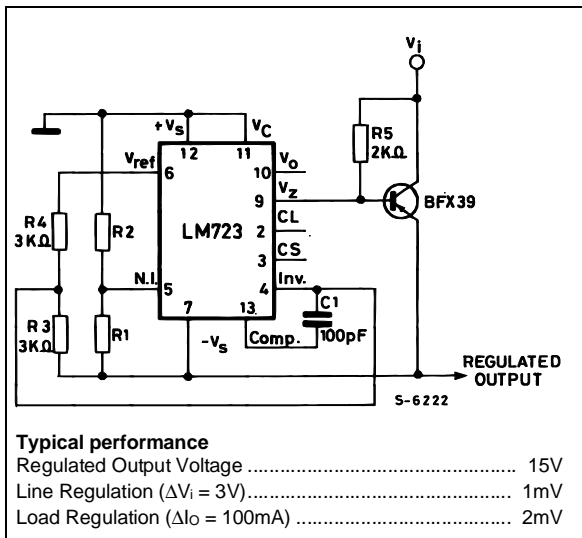 Vi
+Vs
VC
12
11
R5
2KΩ
Vref
6
Vo
10
Vz
9
BFX39
R4
3KΩ
R2
LM723
CL
2
CS
3
N.I.
5
Inv.
4
C1
100pF
R3
3KΩ
R1
7
13
-Vs
Comp.
REGULATED
OUTPUT
S-6222
Typical performance
Regulated Output Voltage .................................................. 15V
Line Regulation (ΔVi = 3V)................................................. 1mV
Load Regulation (ΔIO = 100mA) ......................................... 2mV